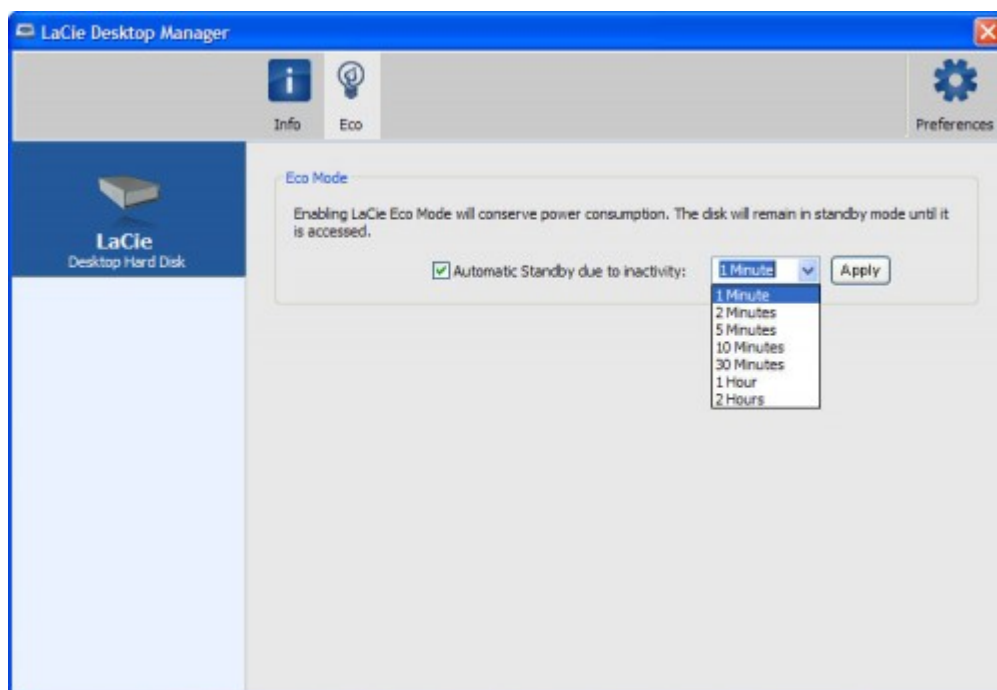 LaCie Desktop Manager
Info
Eco
Preferences
LaCie
Desktop Hard Disk
Eco Mode
Enabling LaCie Eco Mode will conserve power consumption. The disk will remain in standby mode until it
is accessed.
Automatic Standby due to inactivity:
1 Minute
Apply
1 Minute
2 Minutes
5 Minutes
10 Minutes
30 Minutes
1 Hour
2 Hours